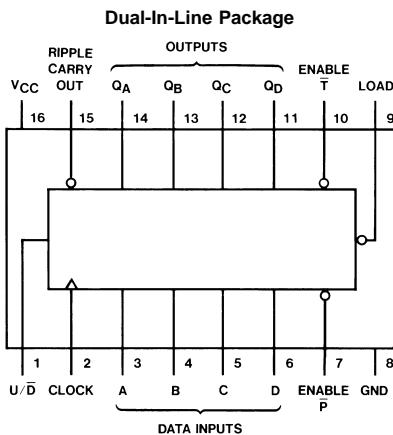 Dual-In-Line Package
RIPPLE
CARRY
OUT
OUTPUTS
ENABLE
T̅
VCC
QA QB QC QD
LOAD
16 15 14 13 12 11 10 9
1 2 3 4 5 6 7 8
U/D̅ CLOCK A B C D ENABLE GND
P̅
DATA INPUTS